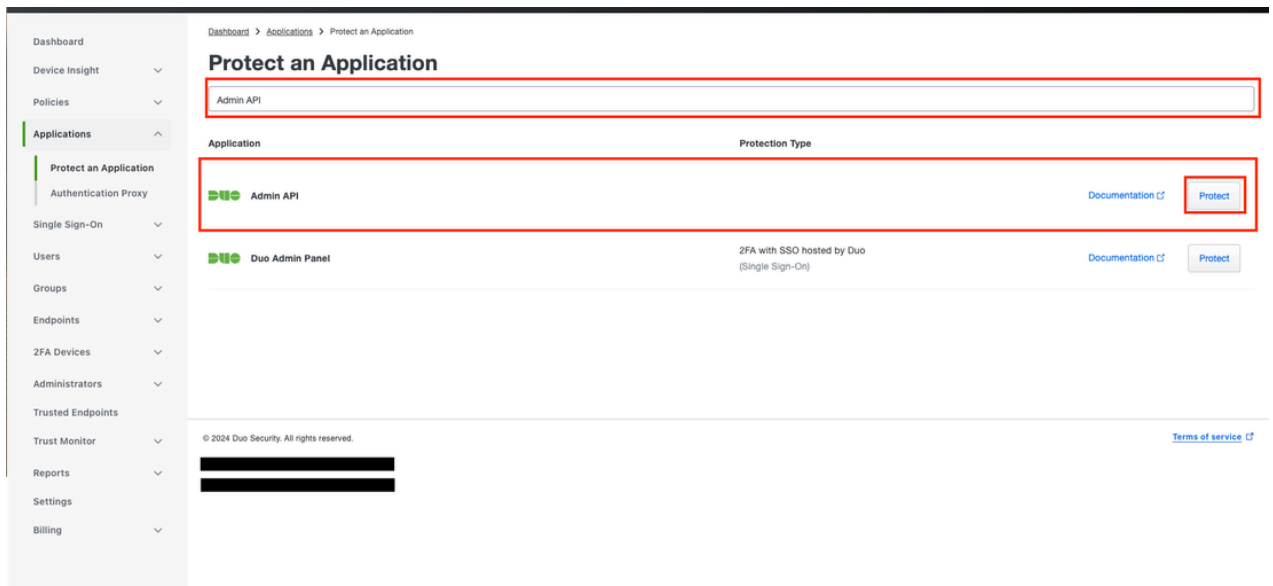 Dashboard
Device Insight
Policies
Applications
Protect an Application
Authentication Proxy
Single Sign-On
Users
Groups
Endpoints
2FA Devices
Administrators
Trusted Endpoints
Trust Monitor
Reports
Settings
Billing
Dashboard > Applications > Protect an Application
Protect an Application
Admin API
Application Protection Type
DUO Admin API Documentation Protect
DUO Duo Admin Panel 2FA with SSO hosted by Duo Documentation Protect
(Single Sign-On)
© 2024 Duo Security. All rights reserved. Terms of service